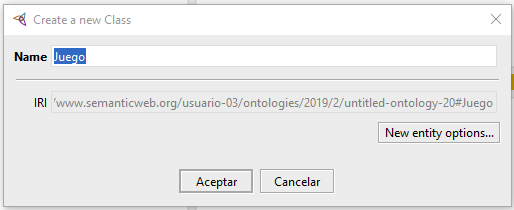 Create a new Class
Name Juego
IRI /www.semanticweb.org/usuario-03/ontologies/2019/2/untitled-ontology-20#Juego
New entity options...
Aceptar Cancelar